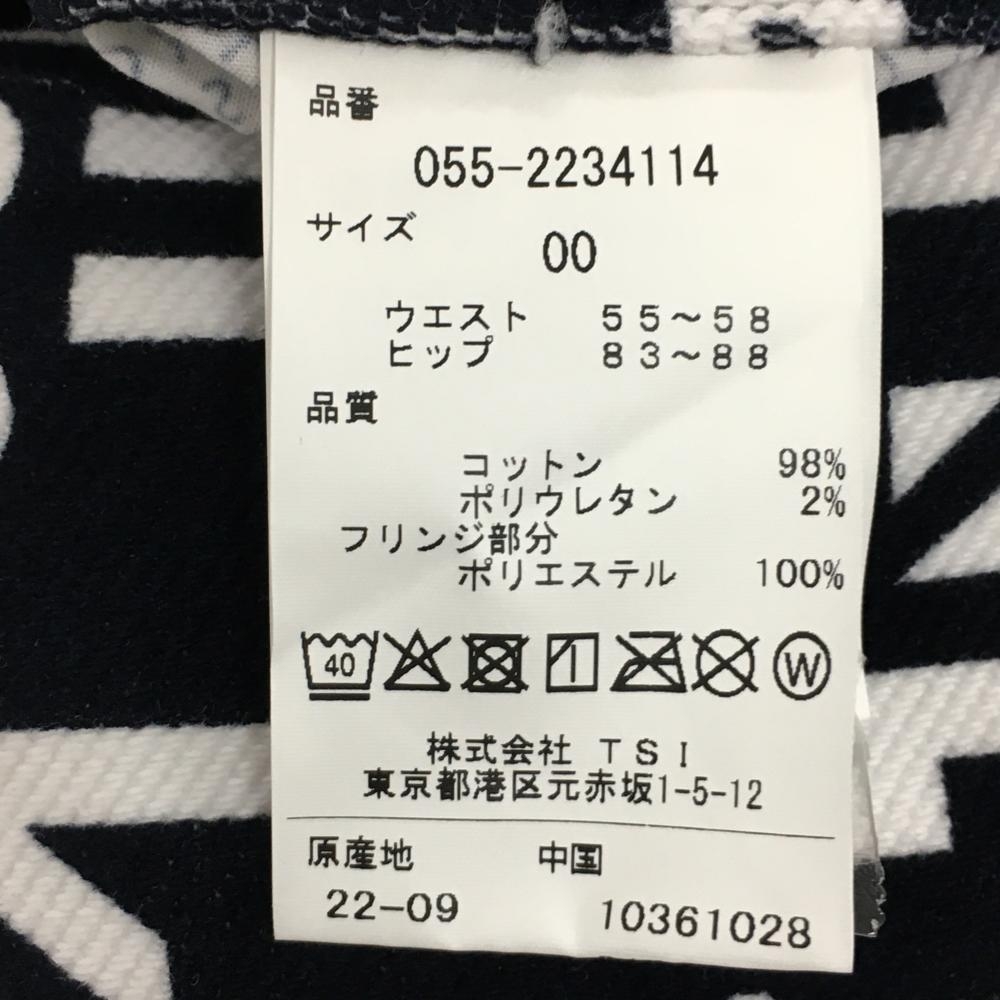 品番
055-2234114
サイズ
00
ウエスト 55~58
ヒップ 83~88
品質
コットン 98%
ポリウレタン 2%
フリンジ部分
ポリエステル 100%
40 W
株式会社 TSI
東京都港区元赤坂1-5-12
原産地 中国
22-09 10361028